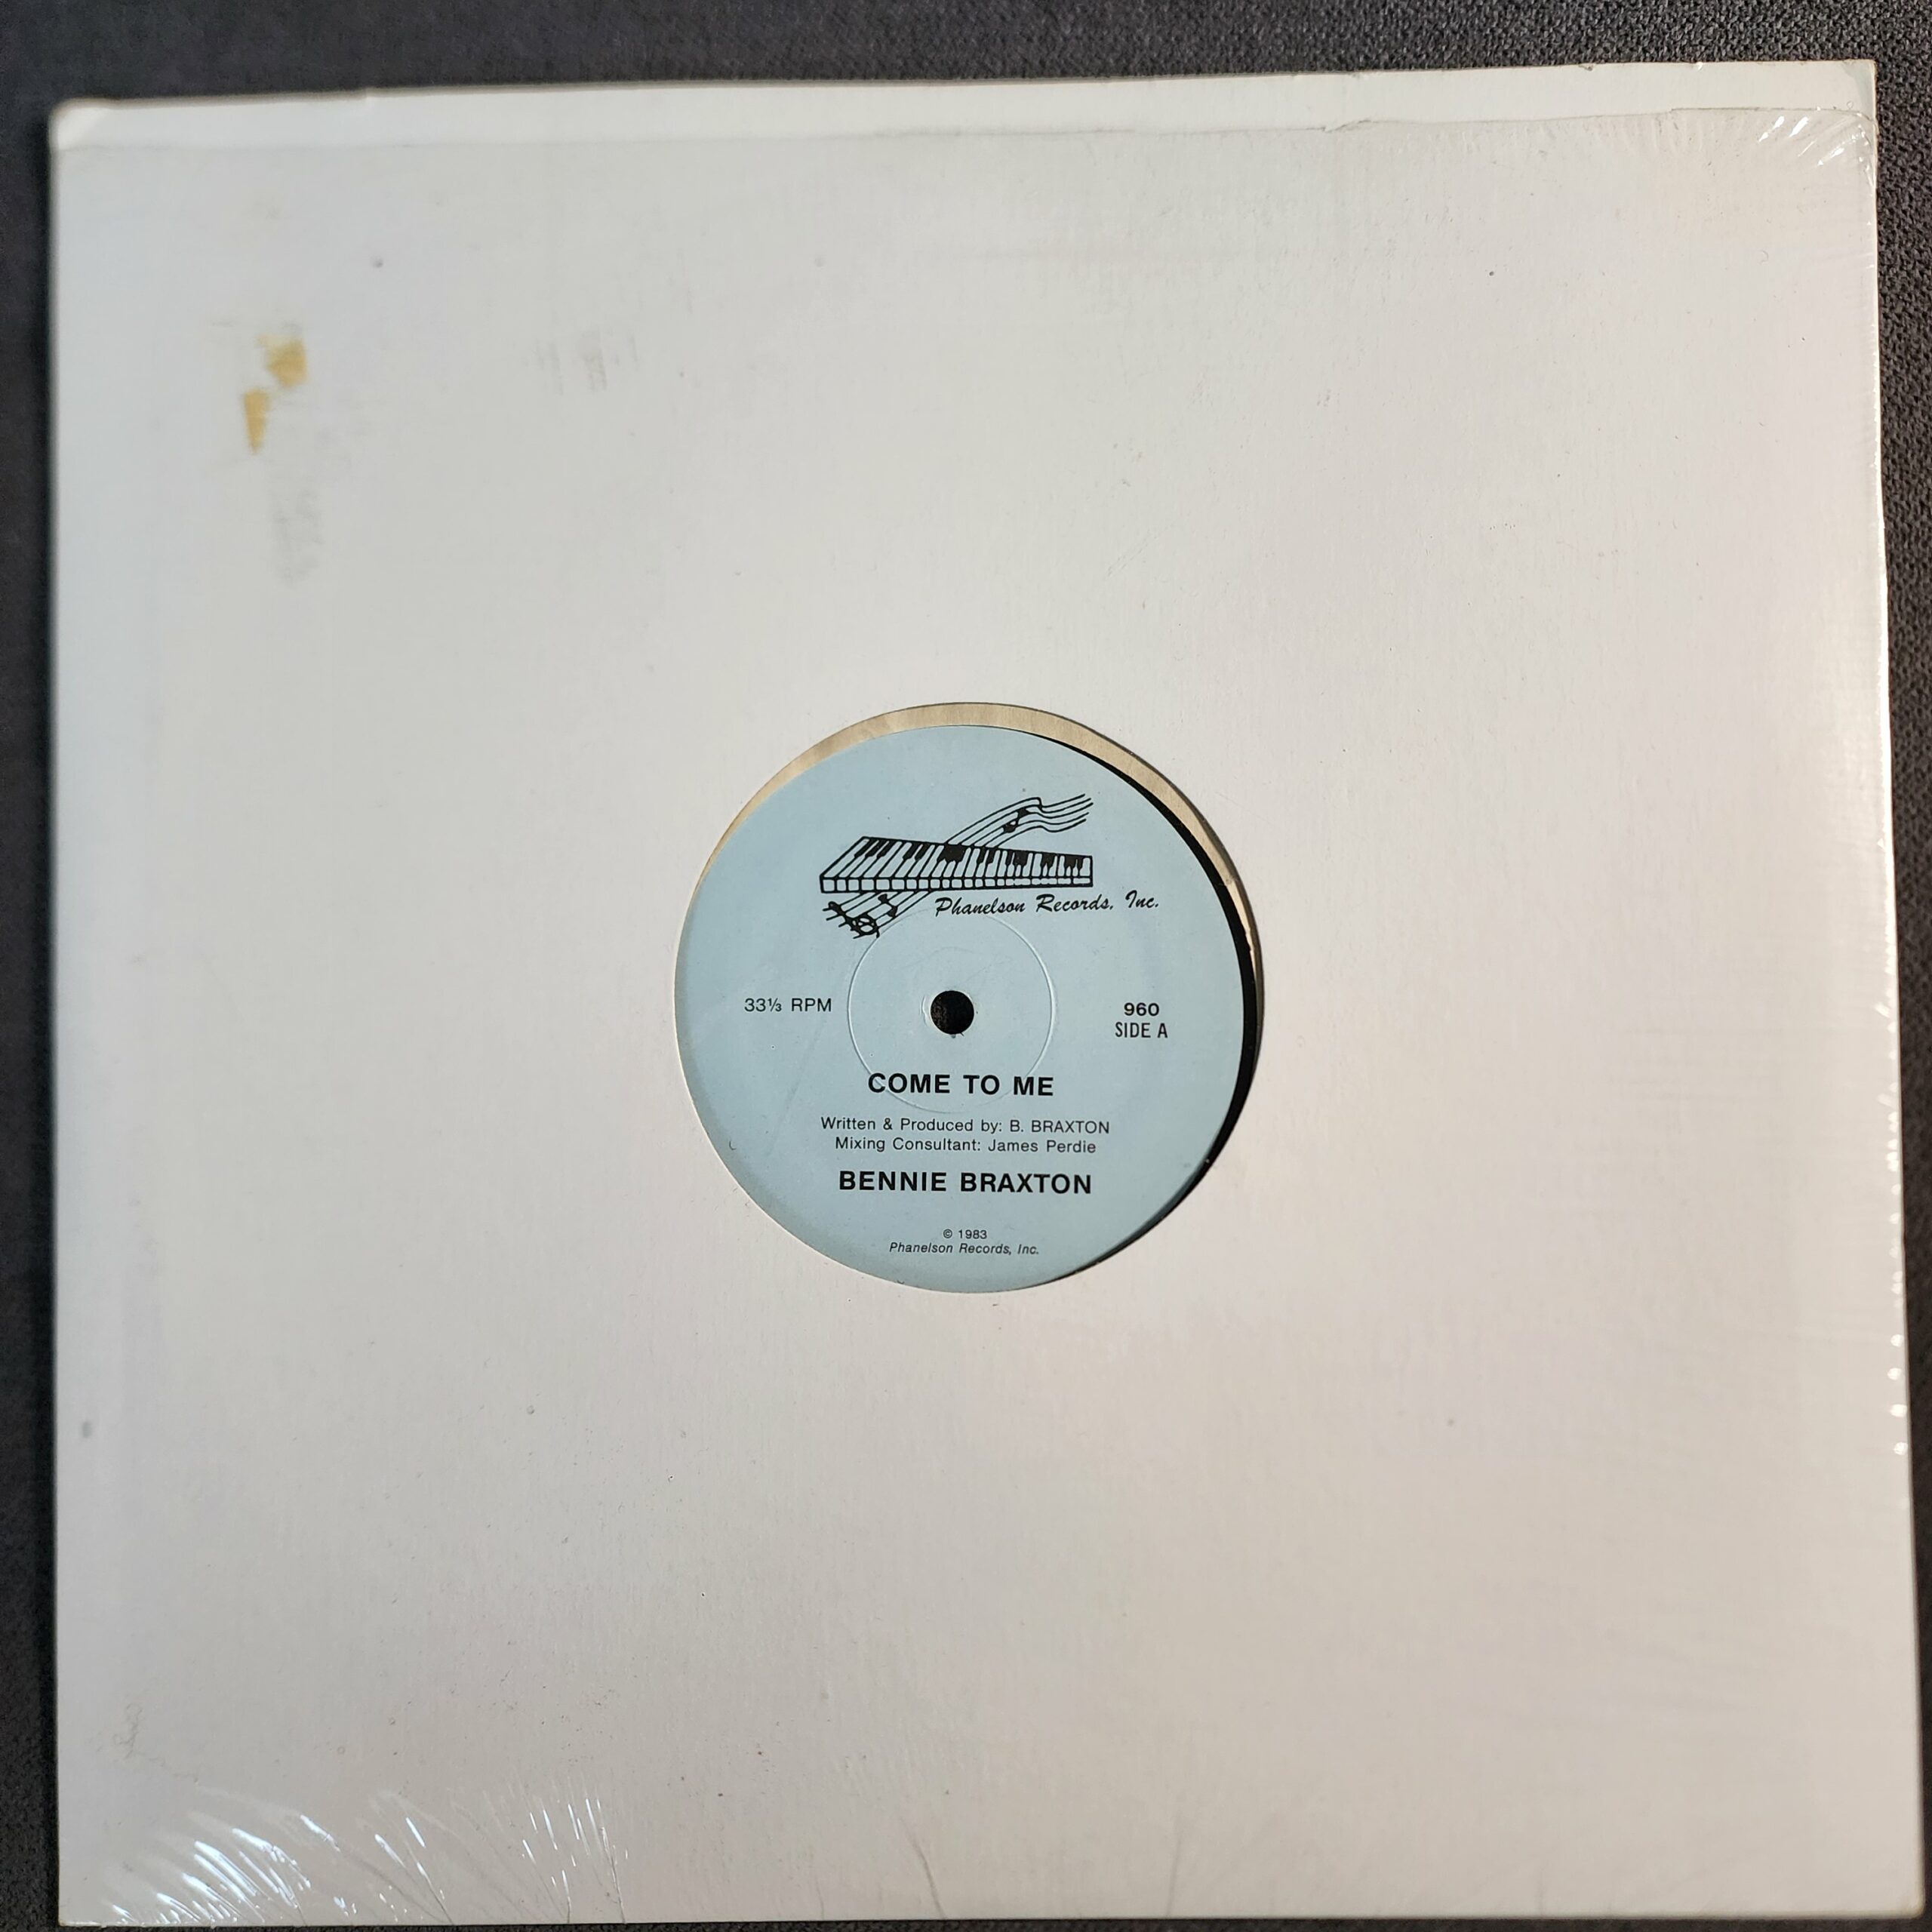 Phanelson Records, Inc.
33⅓ RPM
960
SIDE A
COME TO ME
Written & Produced by: B. BRAXTON
Mixing Consultant: James Perdie
BENNIE BRAXTON
© 1983
Phanelson Records, Inc.